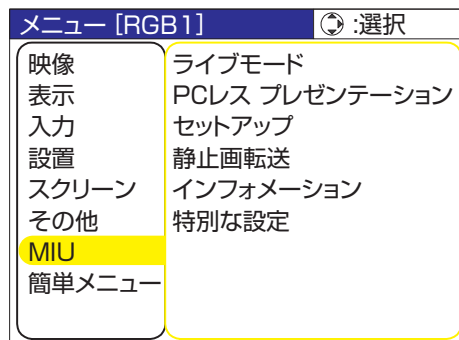 メニュー [RGB1] :選択
映像
表示
入力
設置
スクリーン
その他
MIU
簡単メニュー
ライブモード
PCレス プレゼンテーション
セットアップ
静止画転送
インフォメーション
特別な設定